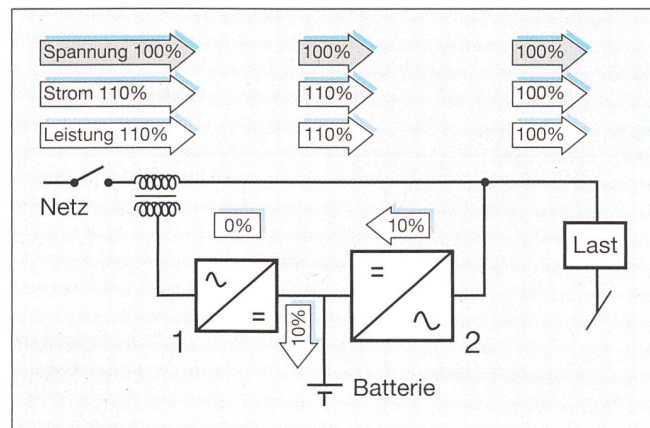 Spannung 100% 100% 100%
Strom 110% 110% 100%
Leistung 110% 110% 100%
Netz
0% 10%
Last
~ = = ~
1 10% 2
Batterie